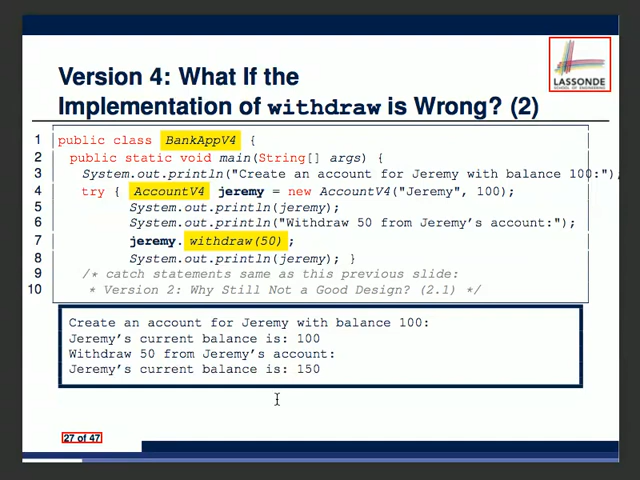 Version 4: What If the
Implementation of withdraw is Wrong? (2)
LASSONDE
SCHOOL OF ENGINEERING
1 public class BankAppV4 {
2 public static void main(String[] args) {
3 System.out.println("Create an account for Jeremy with balance 100:");
4 try { AccountV4 jeremy = new AccountV4("Jeremy", 100);
5 System.out.println(jeremy);
6 System.out.println("Withdraw 50 from Jeremy's account:");
7 jeremy.withdraw(50);
8 System.out.println(jeremy); }
9 /* catch statements same as this previous slide:
10 * Version 2: Why Still Not a Good Design? (2.1) */
Create an account for Jeremy with balance 100:
Jeremy's current balance is: 100
Withdraw 50 from Jeremy's account:
Jeremy's current balance is: 150
27 of 47